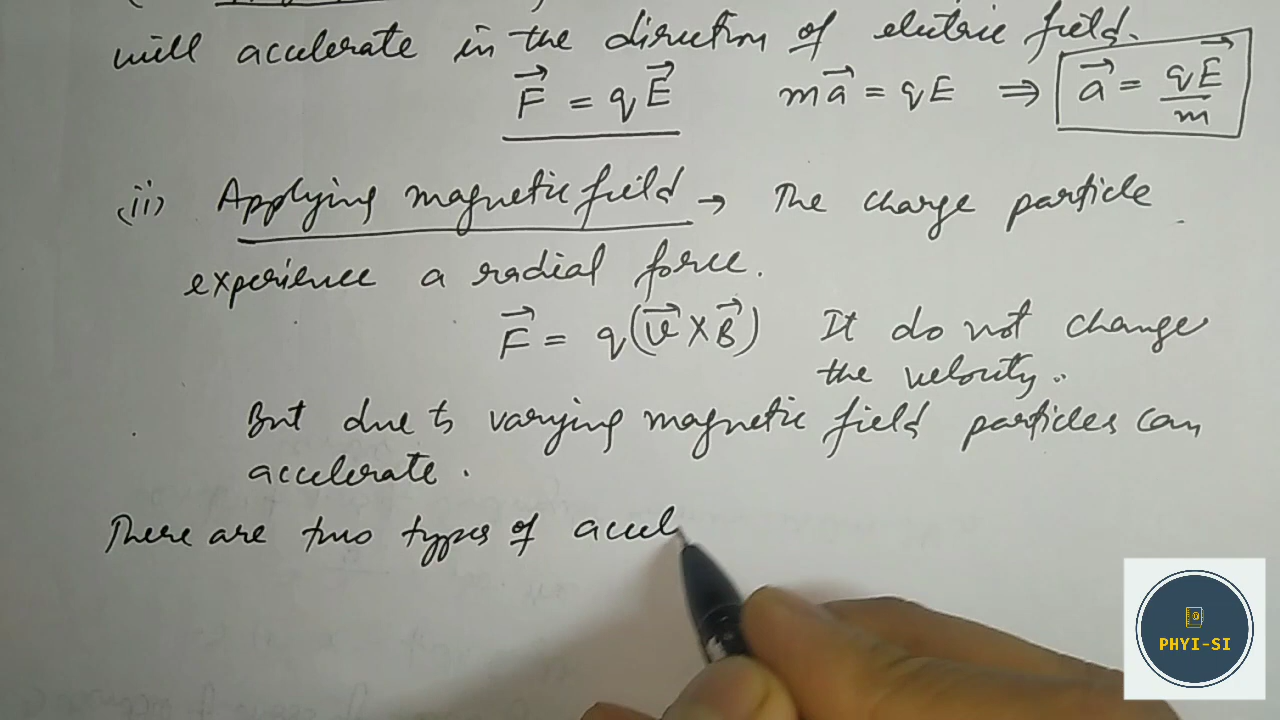 will accelerate in the direction of electric field.
F⃗ = qE⃗ ma⃗ = qE ⇒ a⃗ = qE⃗/m
(ii) Applying magnetic field → The charge particle
experience a radial force.
F⃗ = q(v⃗ × B⃗) It do not change
the velocity.
But due to varying magnetic field particles can
accelerate.
There are two types of accel
PHYI-SI